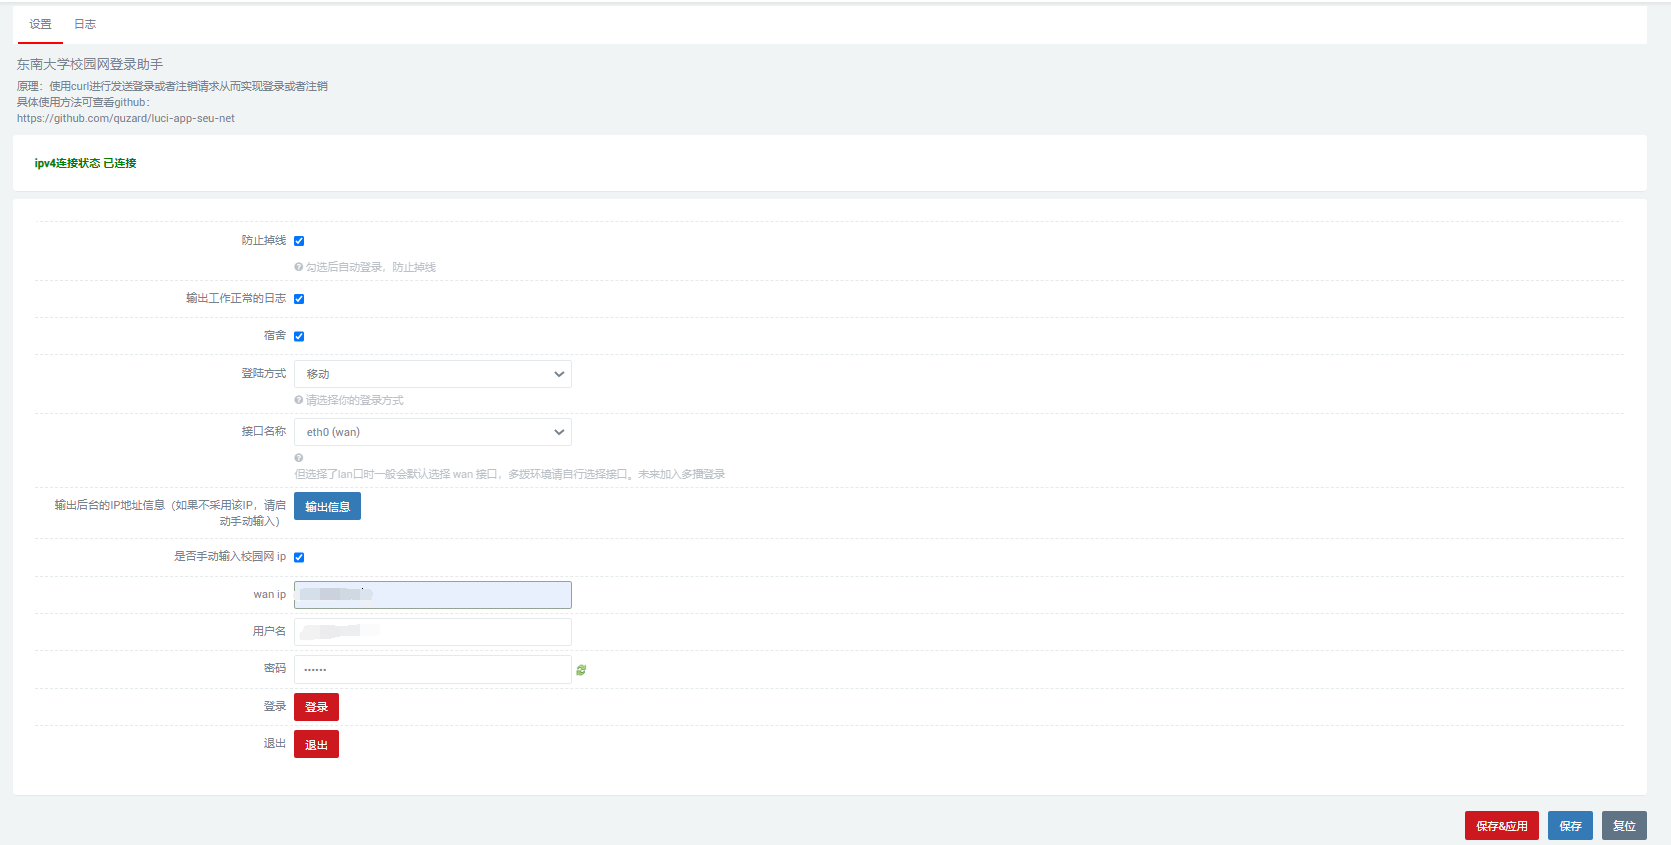 设置
日志
东南大学校园网登录助手
原理：使用curl进行发送登录或者注销请求从而实现登录或者注销
具体使用方法可查看github：
https://github.com/quzard/luci-app-seu-net
ipv4连接状态 已连接
防止掉线
勾选后自动登录，防止掉线
输出工作正常的日志
宿舍
登陆方式
移动
请选择你的登录方式
接口名称
eth0 (wan)
但选择了lan口时一般会默认选择 wan 接口，多拨环境请自行选择接口。未来加入多播登录
输出后台的IP地址信息（如果不采用该IP，请启
动手动输入）
输出信息
是否手动输入校园网 ip
wan ip
用户名
密码
••••••
登录
登录
退出
退出
保存&应用
保存
复位